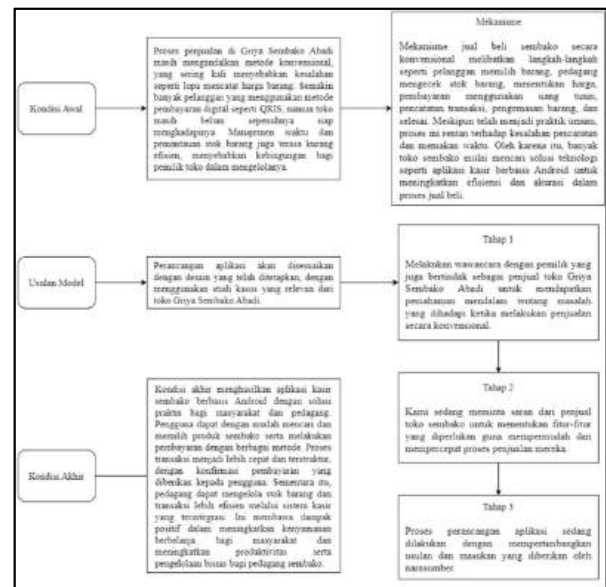 Kondisi Awal
Proses penjualan di Griya Sembako Abadi
masih mengandalkan metode konvensional,
yang sering kali menyebabkan kesalahan
seperti lupa mencatat harga barang. Semakin
banyak pelanggan yang menggunakan metode
pembayaran digital seperti QRIS, namun toko
masih belum sepenuhnya siap
menghadapinya Manajemen waktu dan
pemantauan stok barang juga terasa kurang
efisien, menyebabkan kebingungan bagi
pemilik toko dalam mengelolanya.
Mekanisme
Mekanisme jual beli sembako secara
konvensional melibatkan langkah-langkah
seperti pelanggan memilih barang, pedagang
mengecek stok barang, menentukan harga,
pembayaran menggunakan uang tunai,
pencatatan transaksi, pengemasan barang, dan
selesai. Meskipun telah menjadi praktik umum,
proses ini rentan terhadap kesalahan pencatatan
dan memakan waktu. Oleh karena itu, banyak
toko sembako mulai mencari solusi teknologi
seperti aplikasi kasir berbasis Android untuk
meningkatkan efisiensi dan akurasi dalam
proses jual beli.
Usulan Model
Perancangan aplikasi akan disesuaikan
dengan desain yang telah ditetapkan, dengan
menggunakan studi kasus yang relevan dari
toko Griya Sembako Abadi.
Tahap 1
Melakukan wawancara dengan pemilik yang
juga bertindak sebagai penjual toko Griya
Sembako Abadi untuk mendapatkan
pemahaman mendalam tentang masalah
yang dihadapi ketika melakukan penjualan
secara konvensional.
Tahap 2
Kami sedang meminta saran dari penjual
toko sembako untuk menentukan fitur-fitur
yang diperlukan guna mempermudah dan
mempercepat proses penjualan mereka.
Kondisi Akhir
Kondisi akhir menghasilkan aplikasi kasir
sembako berbasis Android dengan solusi
praktis bagi masyarakat dan pedagang.
Pengguna dapat dengan mudah mencari dan
memilih produk sembako serta melakukan
pembayaran dengan berbagai metode. Proses
transaksi menjadi lebih cepat dan terstruktur,
dengan konfirmasi pembayaran yang
diberikan kepada pengguna. Sementara itu,
pedagang dapat mengelola stok barang dan
transaksi lebih efisien melalui sistem kasir
yang terintegrasi. Ini membawa dampak
positif dalam meningkatkan kenyamanan
berbelanja bagi masyarakat dan
meningkatkan produktivitas serta
pengelolaan bisnis bagi pedagang sembako.
Tahap 3
Proses perancangan aplikasi sedang
dilakukan dengan mempertimbangkan
usulan dan masukan yang diberikan oleh
narasumber